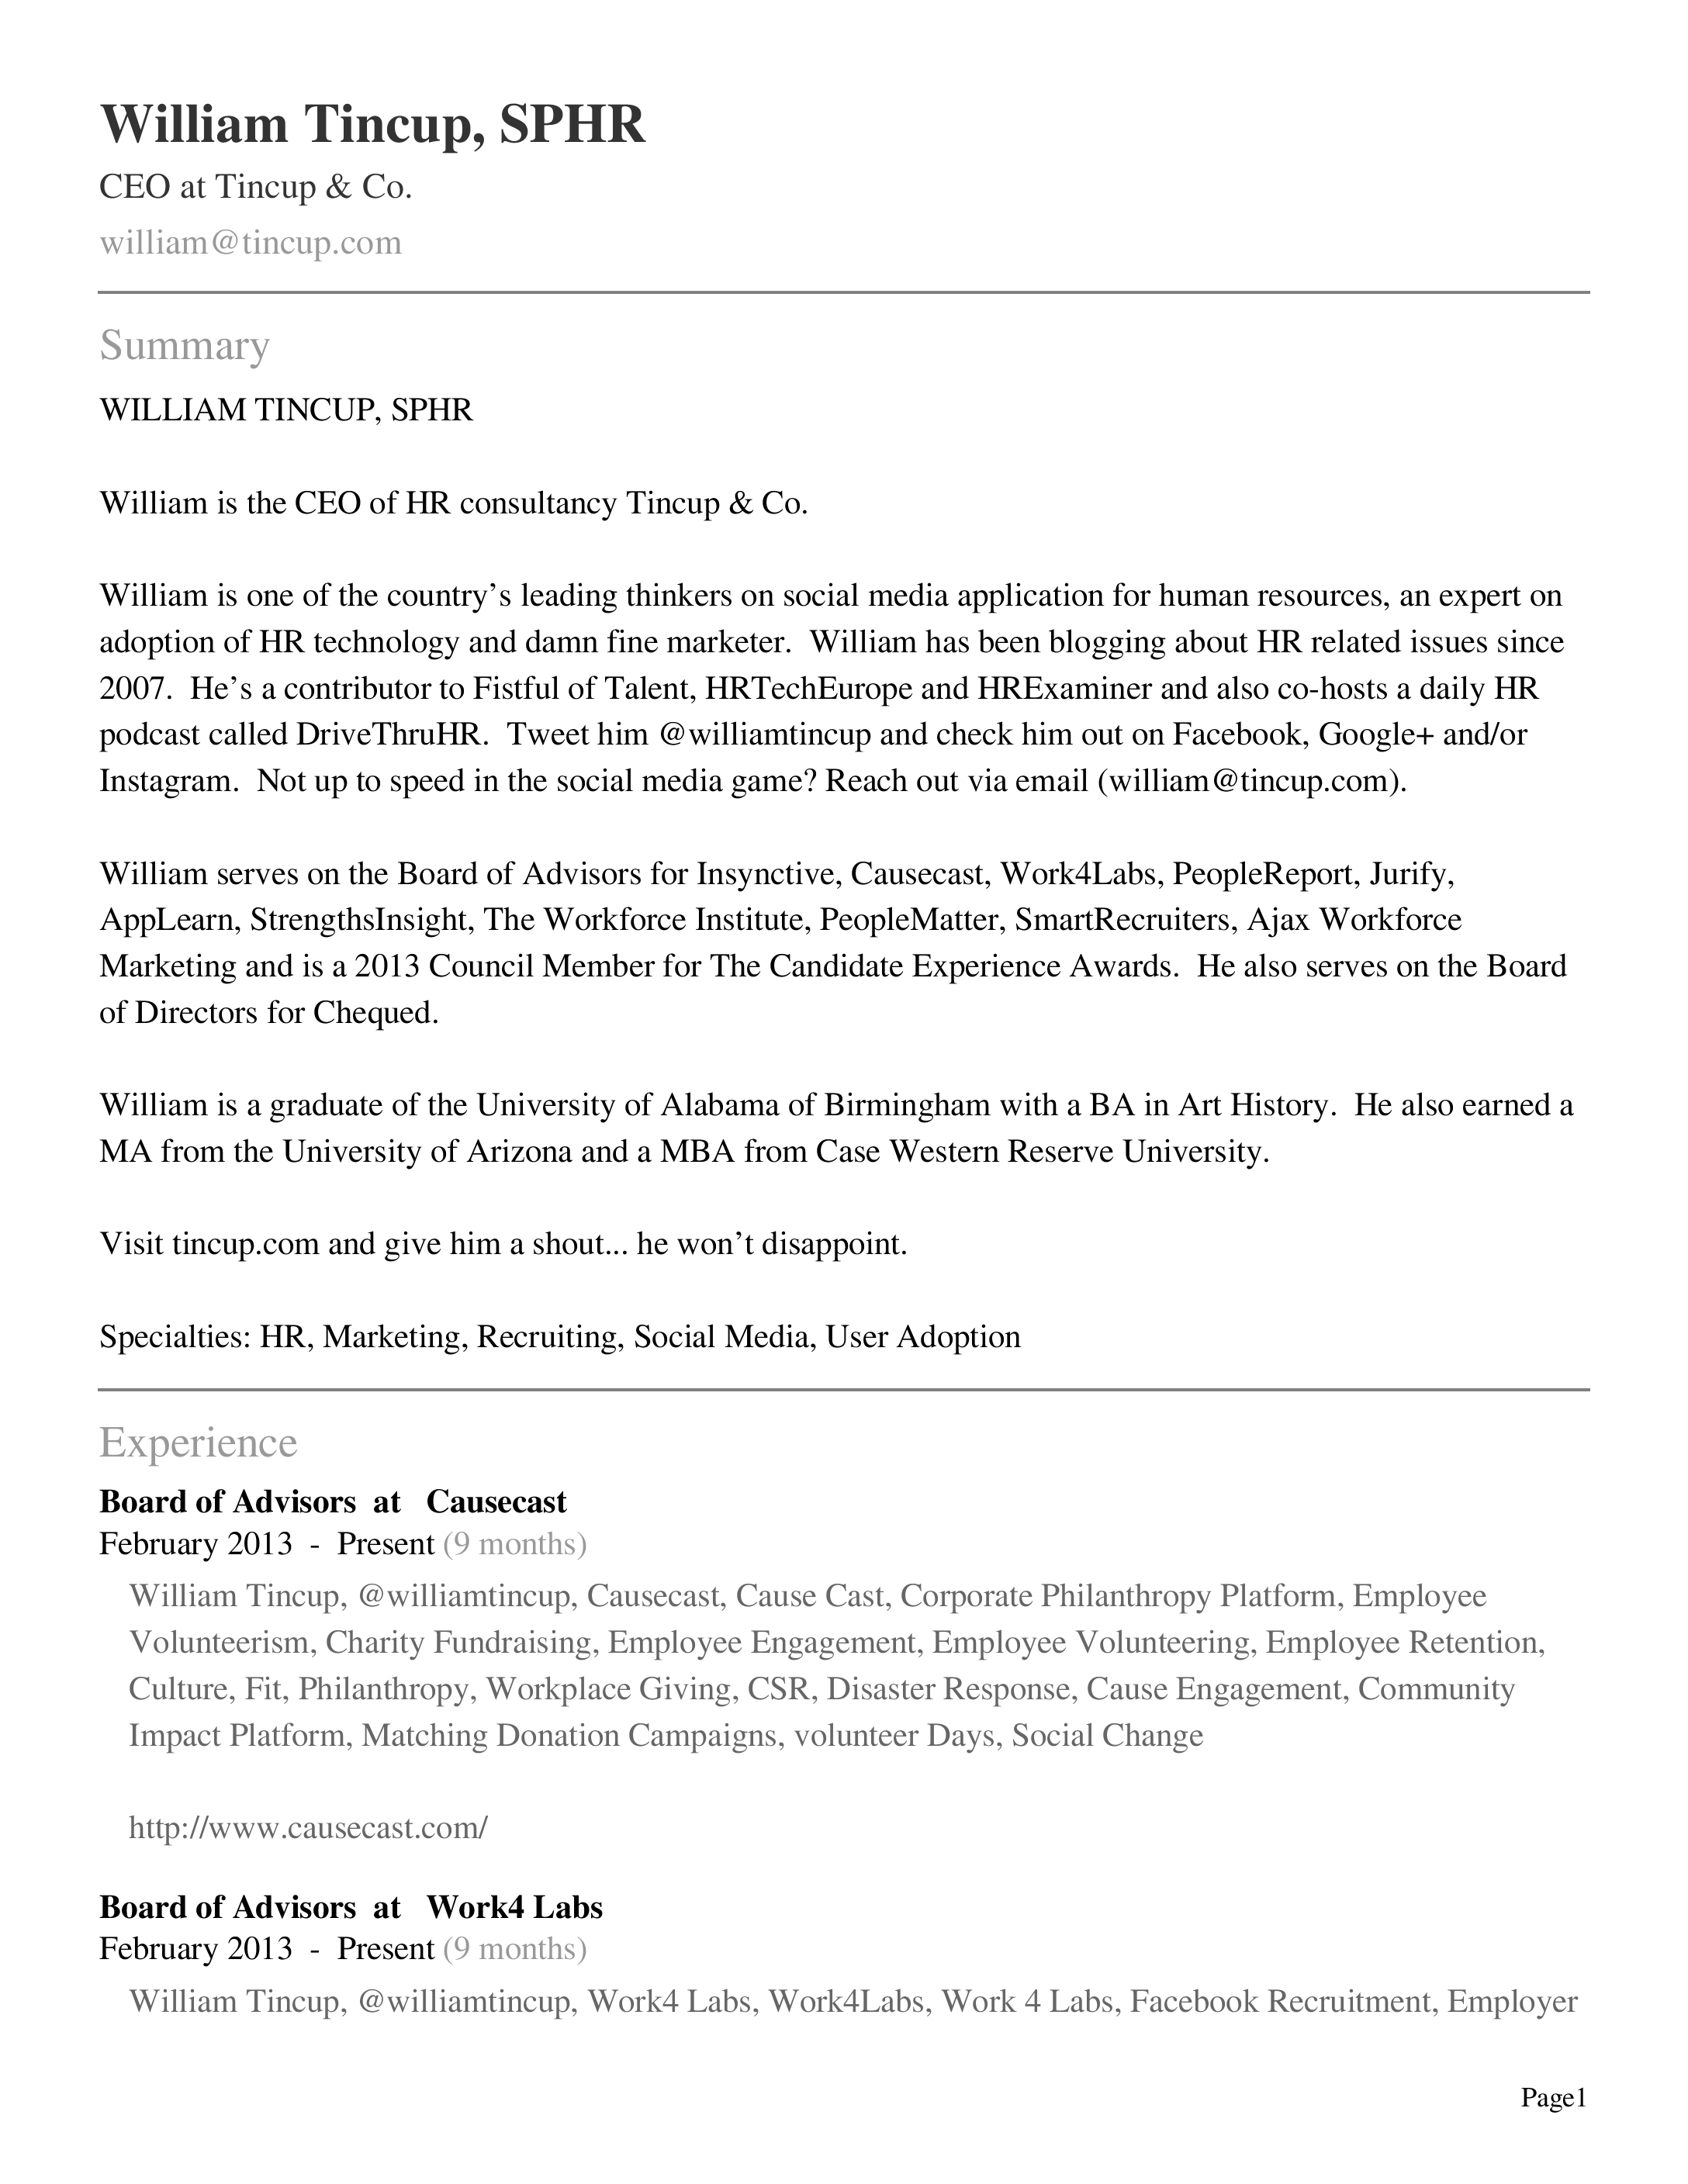 William Tincup, SPHR
CEO at Tincup & Co.
william@tincup.com
Summary
WILLIAM TINCUP, SPHR
William is the CEO of HR consultancy Tincup & Co.
William is one of the country’s leading thinkers on social media application for human resources, an expert on
adoption of HR technology and damn fine marketer.  William has been blogging about HR related issues since
2007.  He’s a contributor to Fistful of Talent, HRTechEurope and HRExaminer and also co-hosts a daily HR
podcast called DriveThruHR.  Tweet him @williamtincup and check him out on Facebook, Google+ and/or
Instagram.  Not up to speed in the social media game? Reach out via email (william@tincup.com).
William serves on the Board of Advisors for Insynctive, Causecast, Work4Labs, PeopleReport, Jurify,
AppLearn, StrengthsInsight, The Workforce Institute, PeopleMatter, SmartRecruiters, Ajax Workforce
Marketing and is a 2013 Council Member for The Candidate Experience Awards.  He also serves on the Board
of Directors for Chequed.
William is a graduate of the University of Alabama of Birmingham with a BA in Art History.  He also earned a
MA from the University of Arizona and a MBA from Case Western Reserve University.
Visit tincup.com and give him a shout... he won’t disappoint.
Specialties: HR, Marketing, Recruiting, Social Media, User Adoption
Experience
Board of Advisors  at   Causecast
February 2013  -  Present (9 months)
William Tincup, @williamtincup, Causecast, Cause Cast, Corporate Philanthropy Platform, Employee
Volunteerism, Charity Fundraising, Employee Engagement, Employee Volunteering, Employee Retention,
Culture, Fit, Philanthropy, Workplace Giving, CSR, Disaster Response, Cause Engagement, Community
Impact Platform, Matching Donation Campaigns, volunteer Days, Social Change
http://www.causecast.com/
Board of Advisors  at   Work4 Labs
February 2013  -  Present (9 months)
William Tincup, @williamtincup, Work4 Labs, Work4Labs, Work 4 Labs, Facebook Recruitment, Employer
Page1